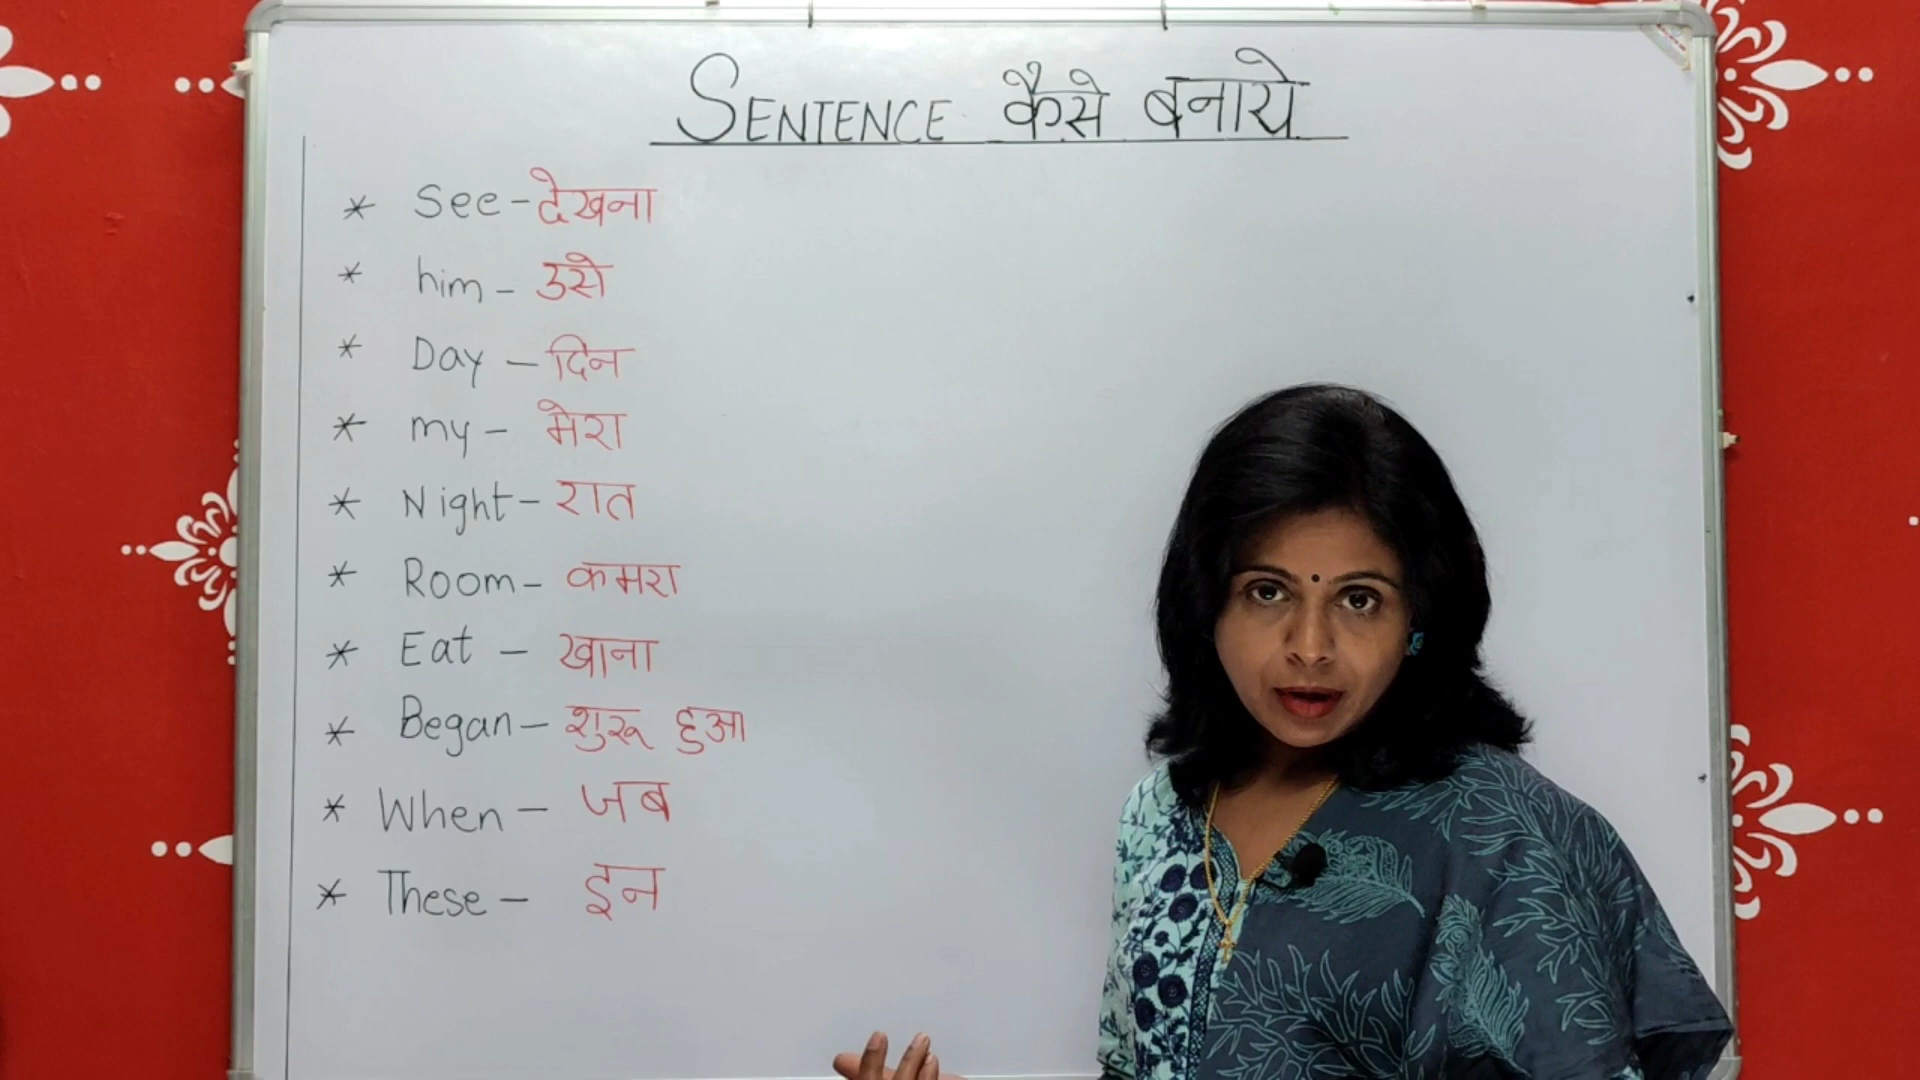 SENTENCE कैसे बनाये
* See - देखना
* him - उसे
* Day - दिन
* my - मेरा
* Night - रात
* Room - कमरा
* Eat - खाना
* Began - शुरू हुआ
* When - जब
* These - इन